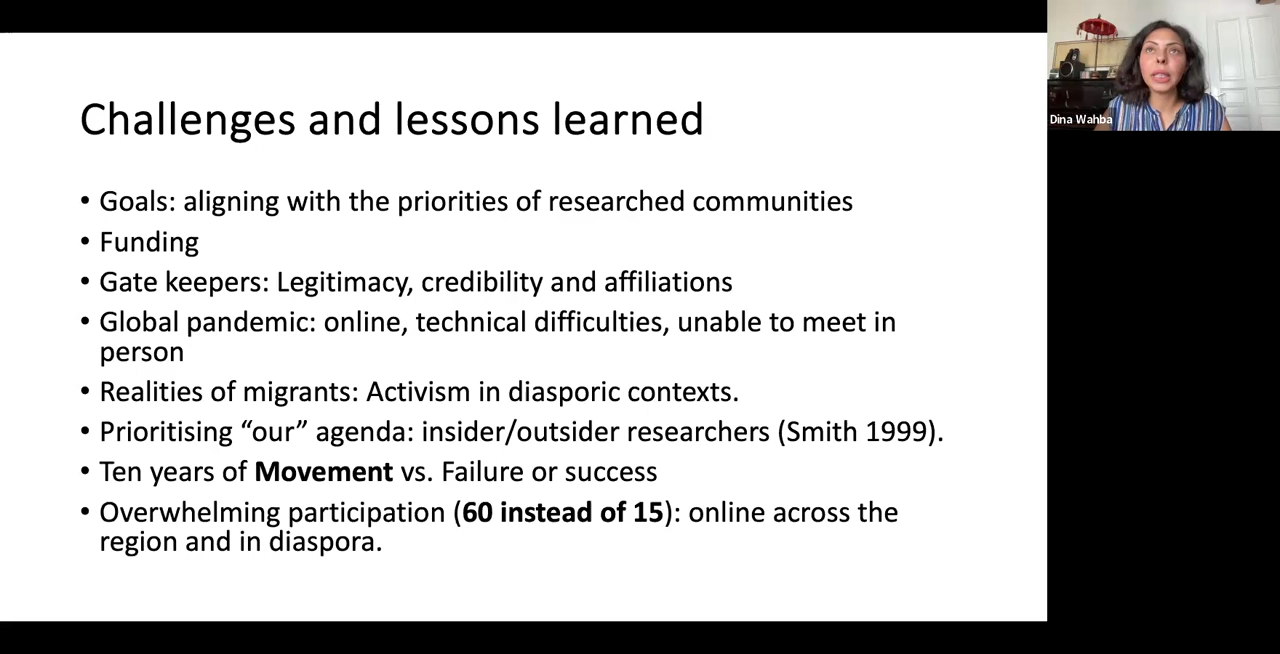 Challenges and lessons learned
• Goals: aligning with the priorities of researched communities
• Funding
• Gate keepers: Legitimacy, credibility and affiliations
• Global pandemic: online, technical difficulties, unable to meet in
person
• Realities of migrants: Activism in diasporic contexts.
• Prioritising “our” agenda: insider/outsider researchers (Smith 1999).
• Ten years of Movement vs. Failure or success
• Overwhelming participation (60 instead of 15): online across the
region and in diaspora.
Dina Wahba